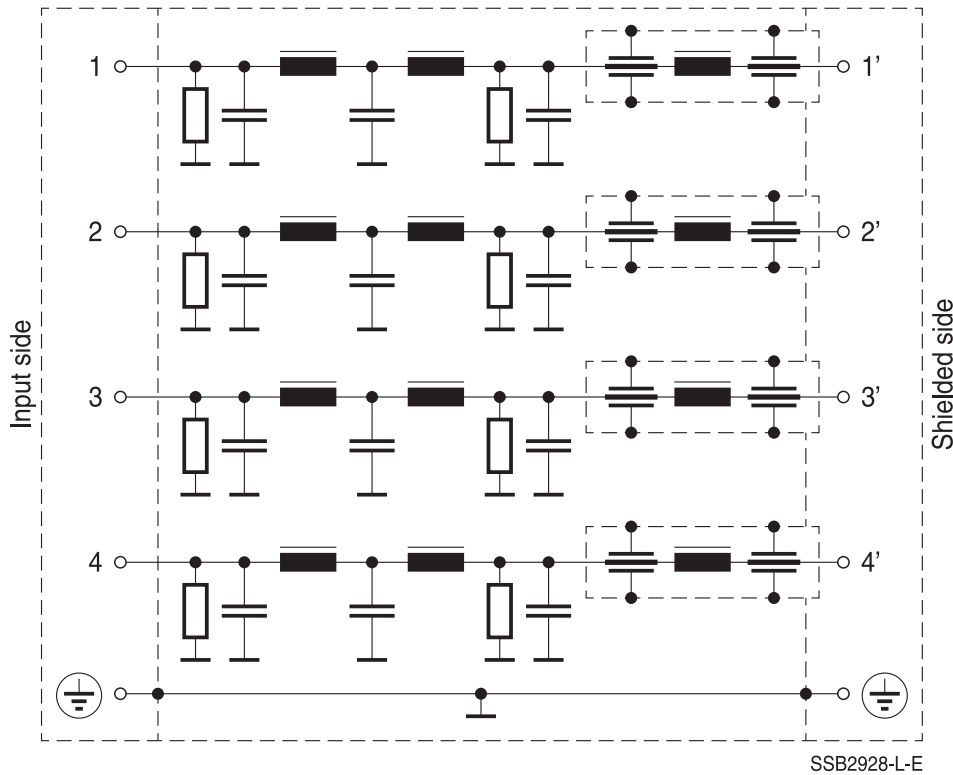 1 1’
2 2’
Input side
3 3’
Shielded side
4 4’
SSB2928-L-E